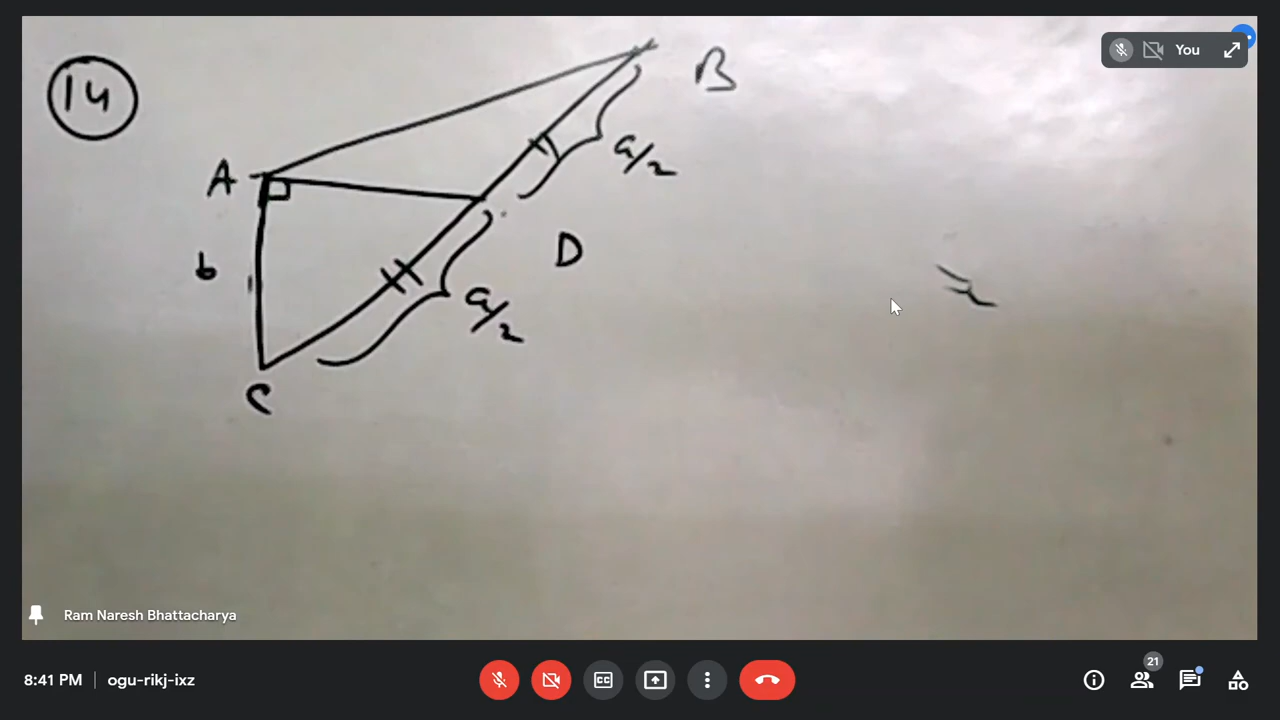 14
You
B
A
a/2
D
b
a/2
C
Ram Naresh Bhattacharya
8:41 PM | ogu-rikj-ixz
21